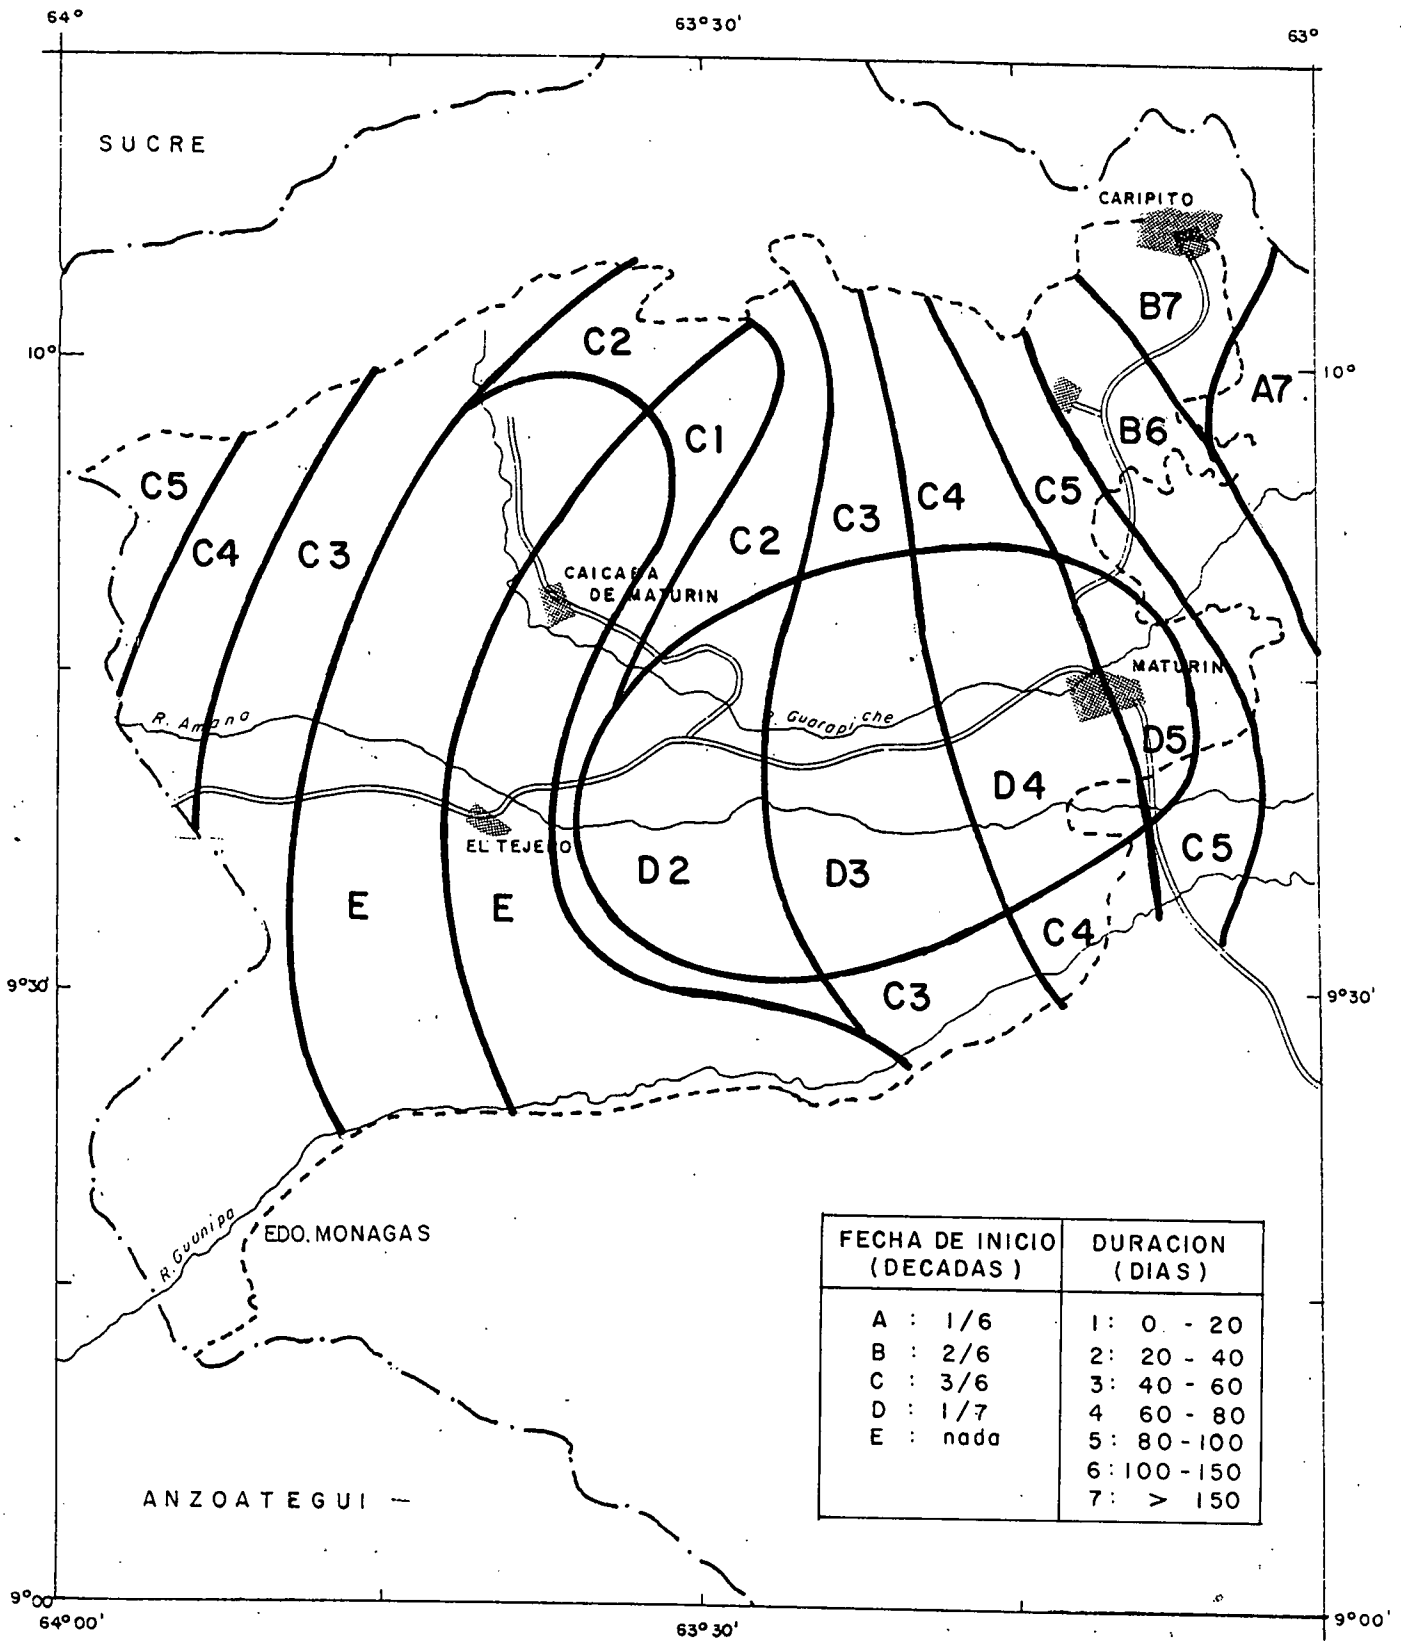 64°
63°30'
63°
SUCRE
CARIPITO
B7
C2
10°
10°
A7
C1
B6
C5
C5
C4
C3
C4
C3
C2
CAICARA
DE MATURIN
MATURIN
R. Amana
R. Guarapiche
D5
D4
EL TEJERO
C5
D2
D3
E
E
C4
C3
9°30'
9°30'
R. Guanipa
EDO. MONAGAS
FECHA DE INICIO
(DECADAS)
DURACION
(DIAS)
A : 1/6
B : 2/6
C : 3/6
D : 1/7
E : nada
1: 0. - 20
2: 20 - 40
3: 40 - 60
4 60 - 80
5: 80 - 100
6: 100 - 150
7: > 150
ANZOATEGUI —
9°00'
9°00'
64°00'
63°30'
63°00'